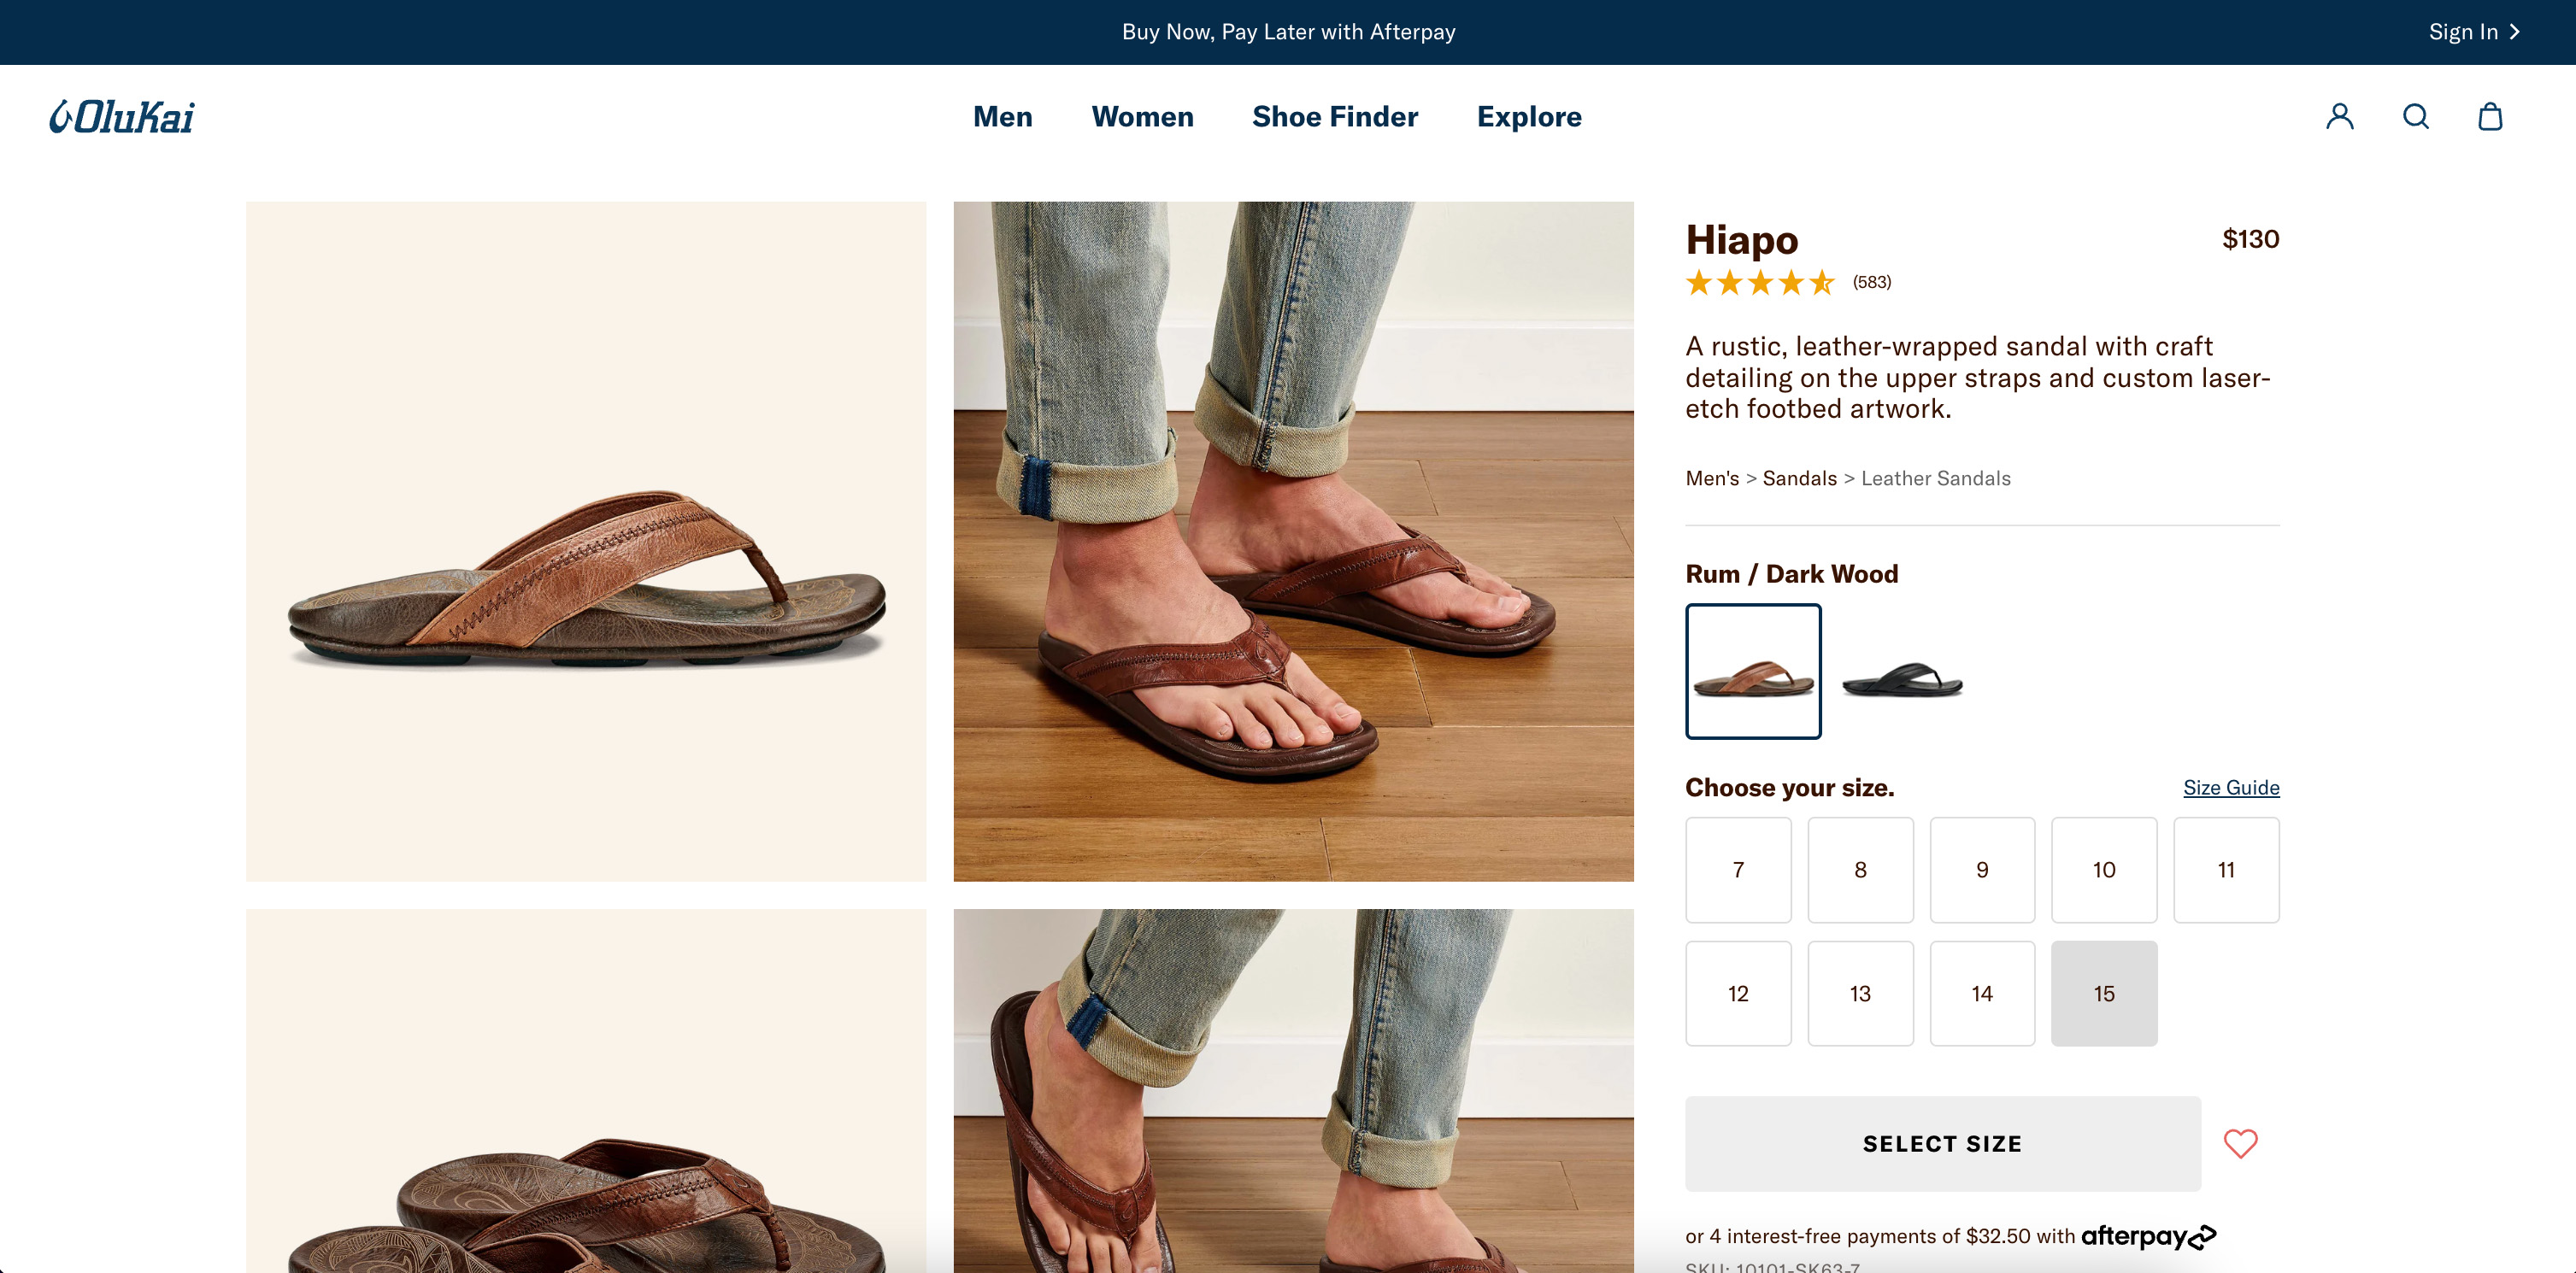 Buy Now, Pay Later with Afterpay
Sign In
OluKai
Men
Women
Shoe Finder
Explore
Hiapo
$130
(583)
A rustic, leather-wrapped sandal with craft
detailing on the upper straps and custom laser-
etch footbed artwork.
Men's > Sandals > Leather Sandals
Rum / Dark Wood
Choose your size.
Size Guide
7
8
9
10
11
12
13
14
15
SELECT SIZE
or 4 interest-free payments of $32.50 with afterpay
SKU: 10101-SK63-7